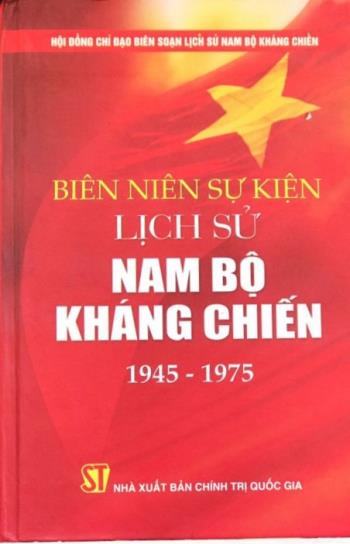 HỘI ĐỒNG CHỈ ĐẠO BIÊN SOẠN LỊCH SỬ NAM BỘ KHÁNG CHIẾN
BIÊN NIÊN SỰ KIỆN
LỊCH SỬ
NAM BỘ
KHÁNG CHIẾN
1945 - 1975
ST
NHÀ XUẤT BẢN CHÍNH TRỊ QUỐC GIA